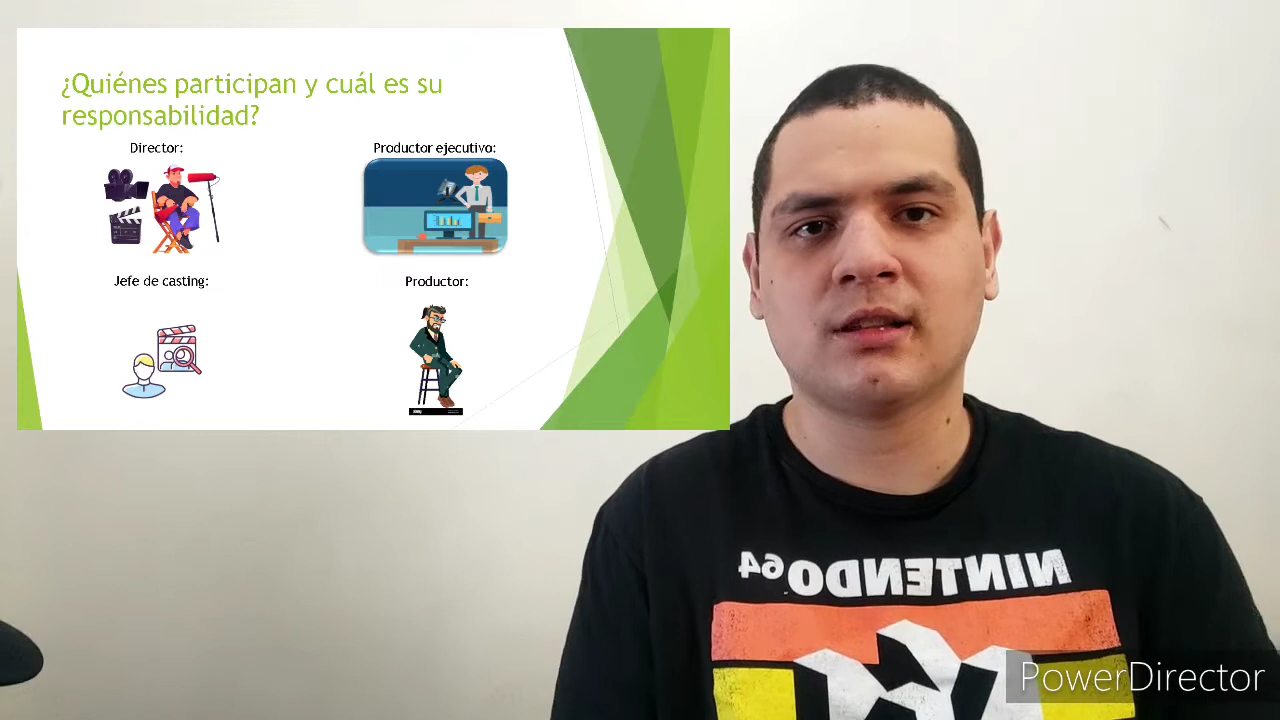 ¿Quiénes participan y cuál es su
responsabilidad?
Director:
Productor ejecutivo:
Jefe de casting:
Productor:
NINTENDO64
PowerDirector